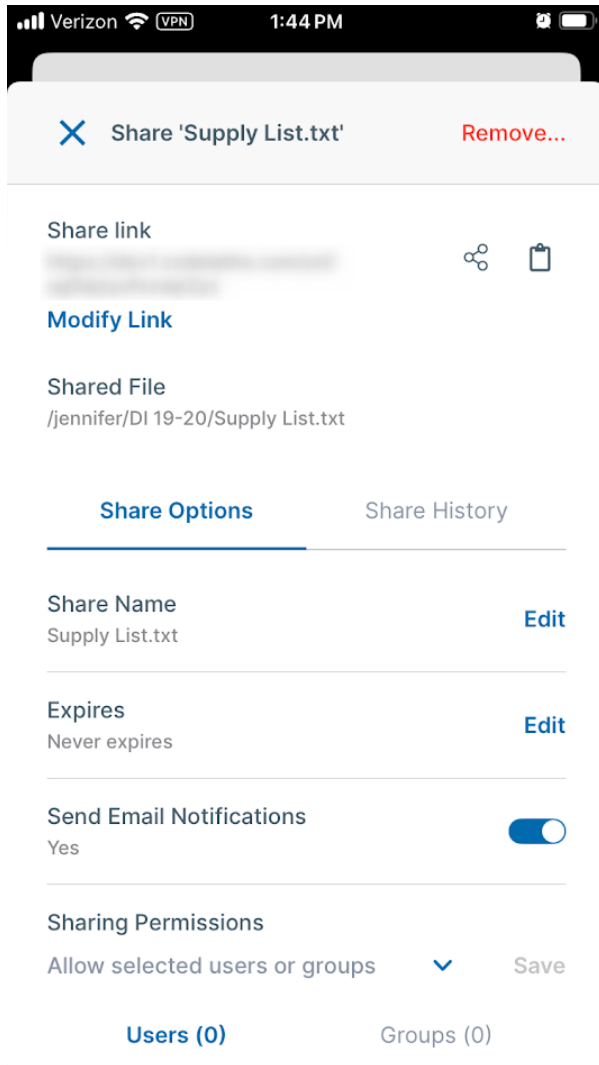 Verizon VPN 1:44 PM
Share 'Supply List.txt' Remove...
Share link
Modify Link
Shared File
/jennifer/DI 19-20/Supply List.txt
Share Options Share History
Share Name
Edit
Supply List.txt
Expires
Edit
Never expires
Send Email Notifications
Yes
Sharing Permissions
Allow selected users or groups Save
Users (0) Groups (0)